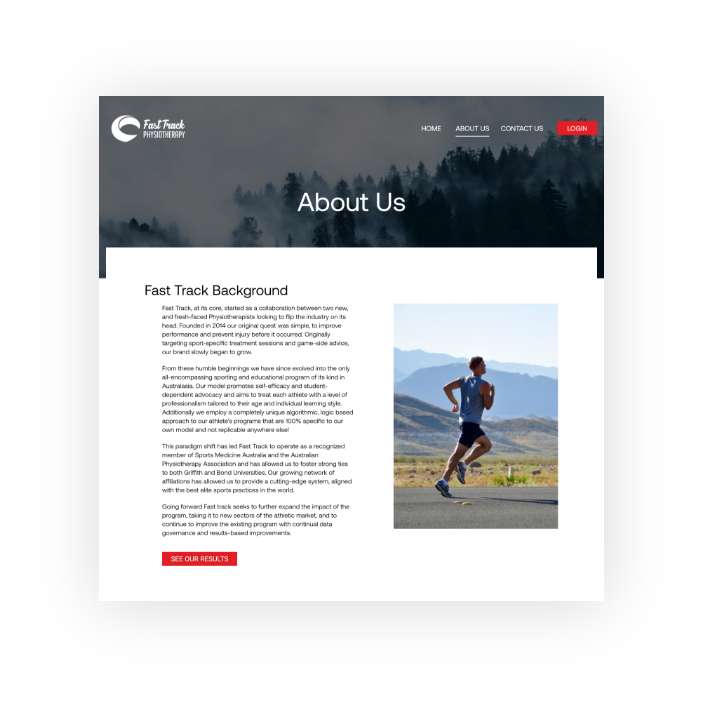 Fast Track
PHYSIOTHERAPY
HOME ABOUT US CONTACT US LOGIN
About Us
Fast Track Background
Fast Track, at its core, started as a collaboration between two new,
and fresh-faced Physiotherapists looking to flip the industry on its
head. Founded in 2014 our original quest was simple; to improve
performance and prevent injury before it occurred. Originally
targeting sport-specific treatment sessions and game-side advice,
our brand slowly began to grow.
From these humble beginnings we have since evolved into the only
all-encompassing sporting and educational program of its kind in
Australasia. Our model promotes self-efficacy and student-
dependent advocacy and aims to treat each athlete with a level of
professionalism tailored to their age and individual learning style.
Additionally we employ a completely unique algorithmic, logic based
approach to our athlete's programs that are 100% specific to our
own model and not replicable anywhere else!
This paradigm shift has led Fast Track to operate as a recognized
member of Sports Medicine Australia and the Australian
Physiotherapy Association and has allowed us to foster strong ties
to both Griffith and Bond Universities. Our growing network of
affiliations has allowed us to provide a cutting-edge system, aligned
with the best elite sports practices in the world.
Going forward Fast track seeks to further expand the impact of the
program, taking it to new sectors of the athletic market, and to
continue to improve the existing program with continual data
governance and results-based improvements.
SEE OUR RESULTS